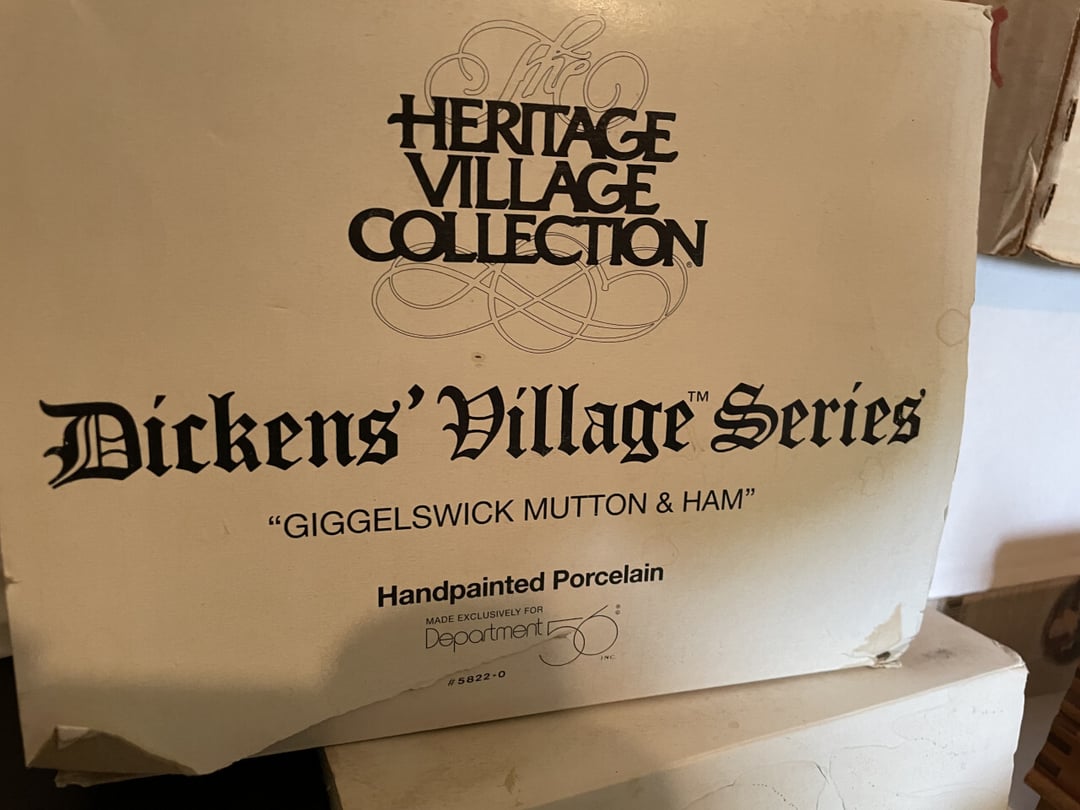 The
HERITAGE
VILLAGE
COLLECTION®
Dickens' Village™ Series
“GIGGELSWICK MUTTON & HAM”
Handpainted Porcelain
MADE EXCLUSIVELY FOR
Department 56®
INC.
#5822-0